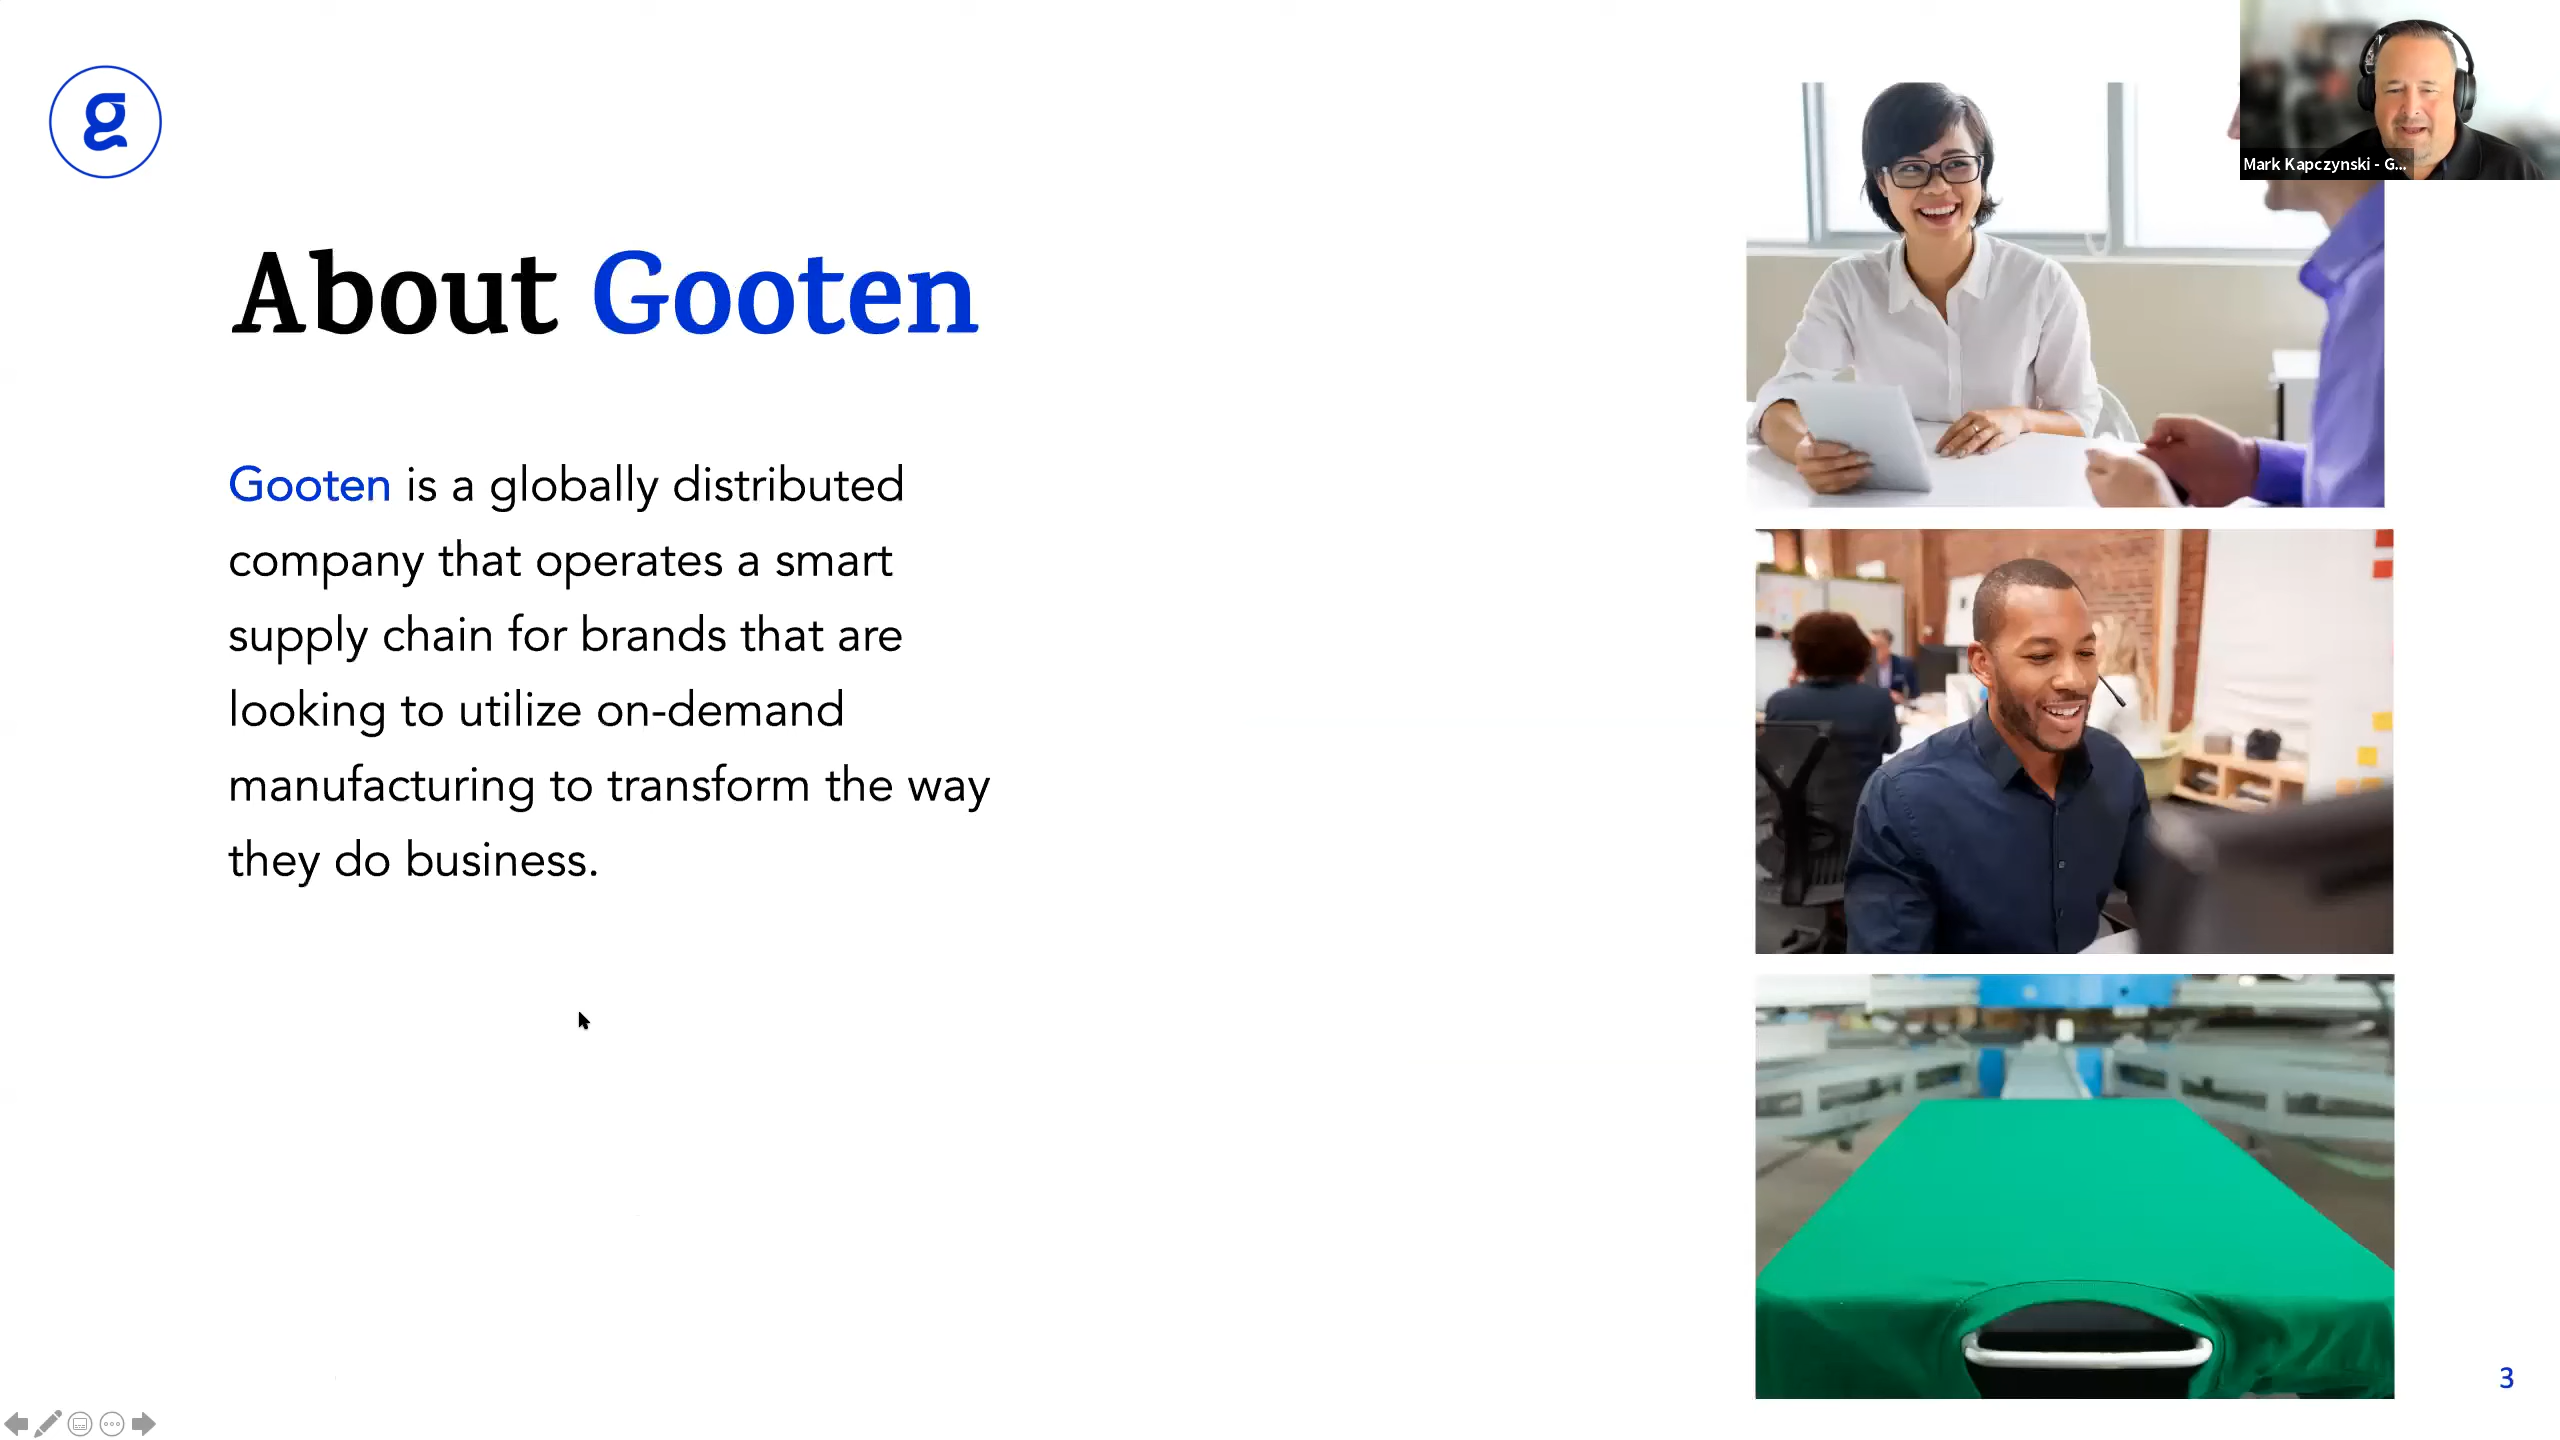 g
Mark Kapczynski - G...
About Gooten
Gooten is a globally distributed
company that operates a smart
supply chain for brands that are
looking to utilize on-demand
manufacturing to transform the way
they do business.
3